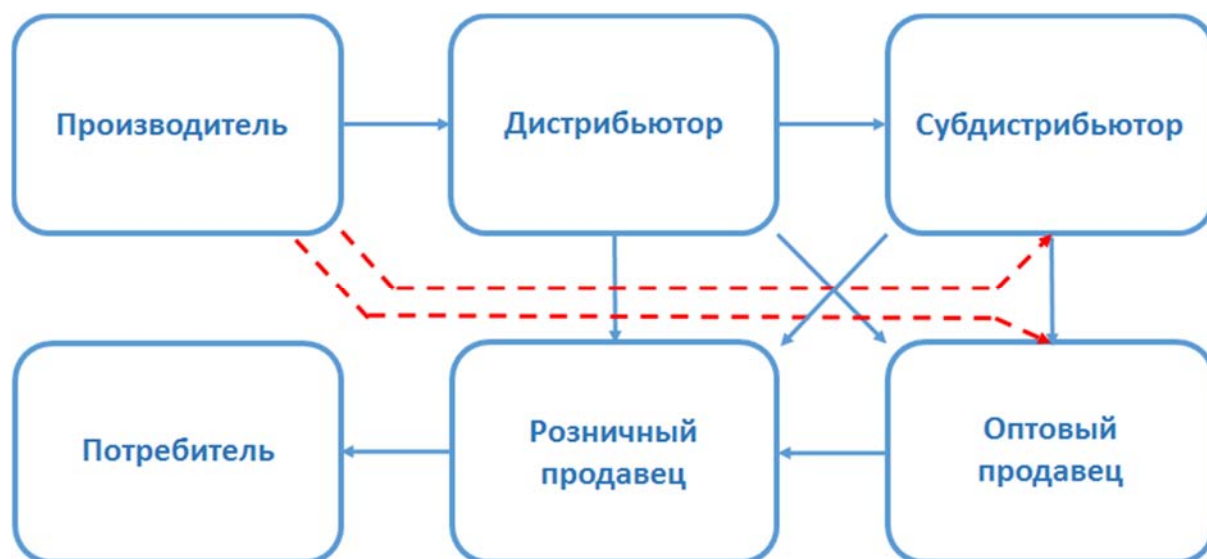 Производитель
Дистрибьютор
Субдистрибьютор
Потребитель
Розничный
продавец
Оптовый
продавец